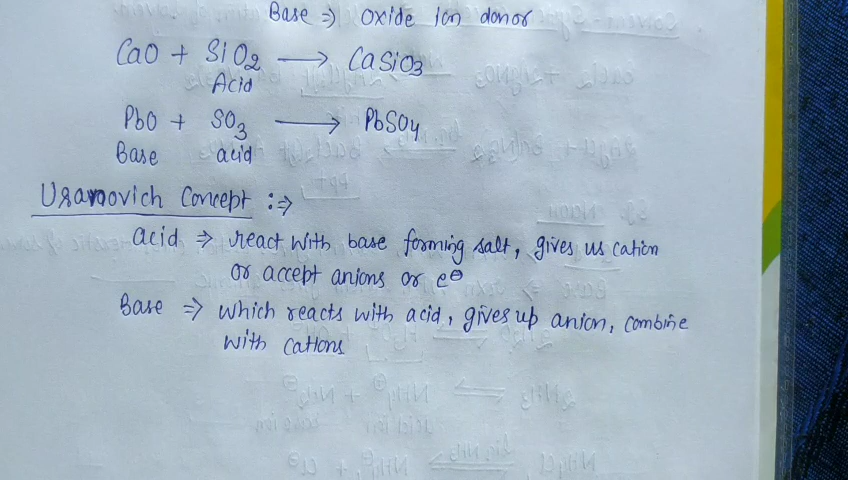 Base ⇒ oxide ion donor
CaO + SiO₂ ⟶ CaSiO₃
Acid
PbO + SO₃ ⟶ PbSO₄
Base acid
Usanovich Concept :⇒
acid ⇒ react with base forming salt, gives us cation
or accept anions or e⊖
Base ⇒ which reacts with acid, gives up anion, combine
with cations